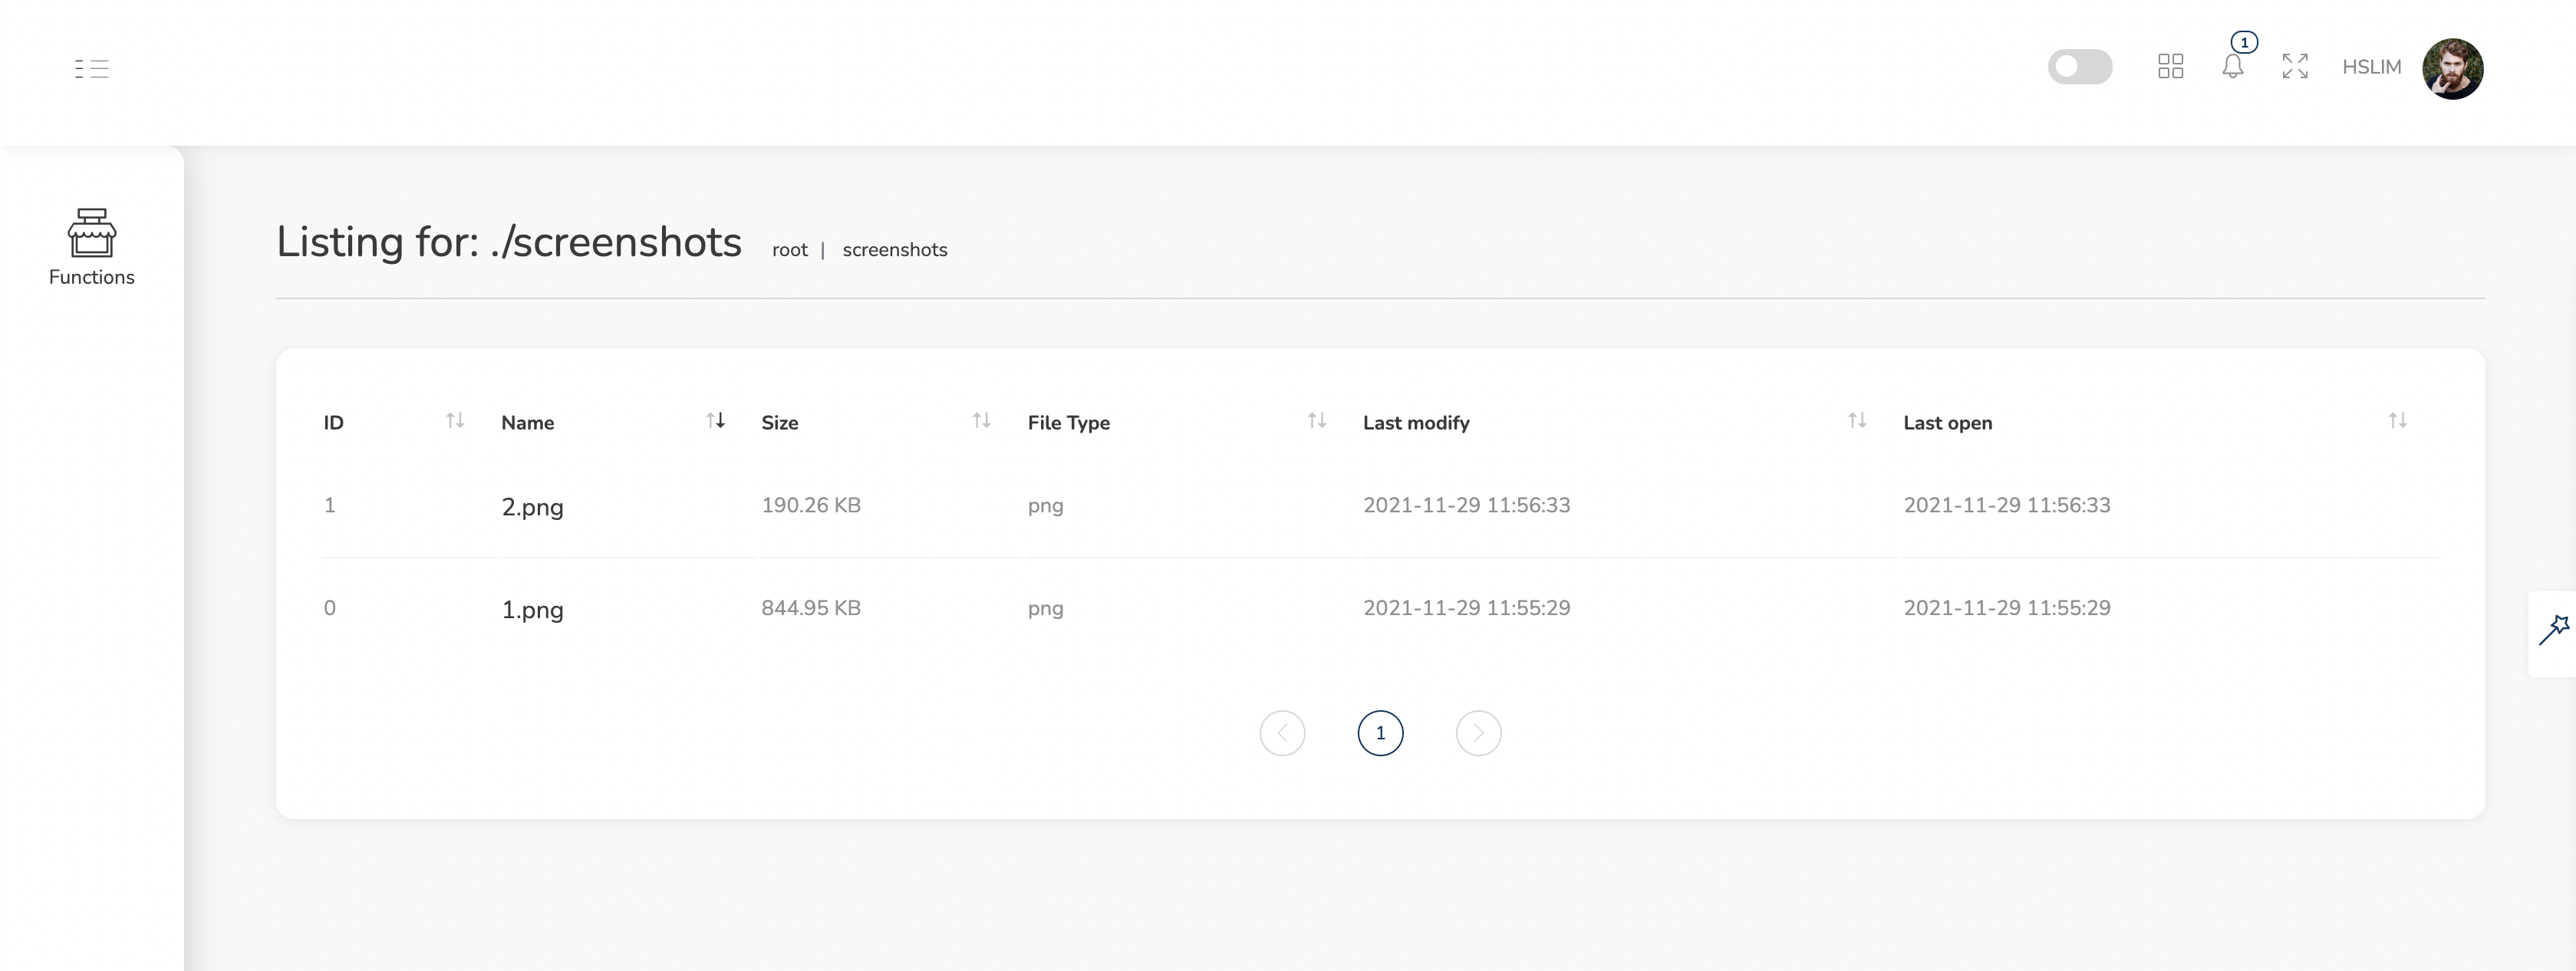 1
HSLIM
Functions
Listing for: ./screenshots root | screenshots
ID Name Size File Type Last modify Last open
1 2.png 190.26 KB png 2021-11-29 11:56:33 2021-11-29 11:56:33
0 1.png 844.95 KB png 2021-11-29 11:55:29 2021-11-29 11:55:29
1